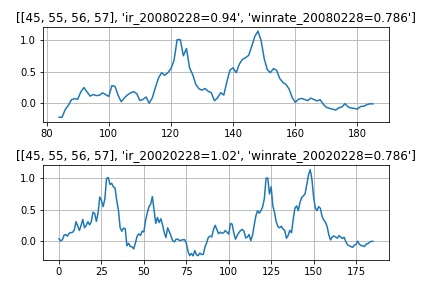 [[45, 55, 56, 57], 'ir_20080228=0.94', 'winrate_20080228=0.786']
1.0
0.5
0.0
80 100 120 140 160 180
[[45, 55, 56, 57], 'ir_20020228=1.02', 'winrate_20020228=0.786']
1.0
0.5
0.0
0 25 50 75 100 125 150 175